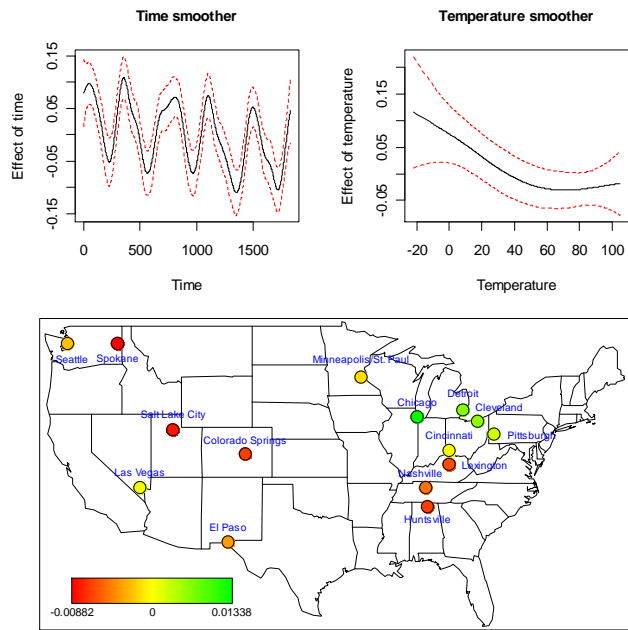 Time smoother
Temperature smoother
Effect of time
-0.15
-0.05
0.05
0.15
0
500
1000
1500
Time
Effect of temperature
-0.05
0.05
0.15
-20
0
20
40
60
80
100
Temperature
Seattle
Spokane
Minneapolis/St. Paul
Detroit
Chicago
Cleveland
Salt Lake City
Colorado Springs
Cincinnati
Pittsburgh
Las Vegas
Nashville
Lexington
Huntsville
El Paso
-0.00882
0
0.01338